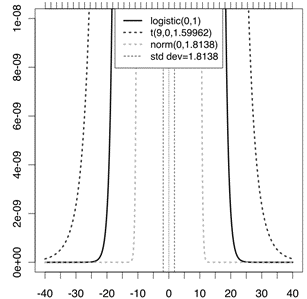 logistic(0,1)
t(9,0,1.59962)
norm(0,1.8138)
std dev=1.8138
1e-08
8e-09
6e-09
4e-09
2e-09
0e+00
-40 -30 -20 -10 0 10 20 30 40